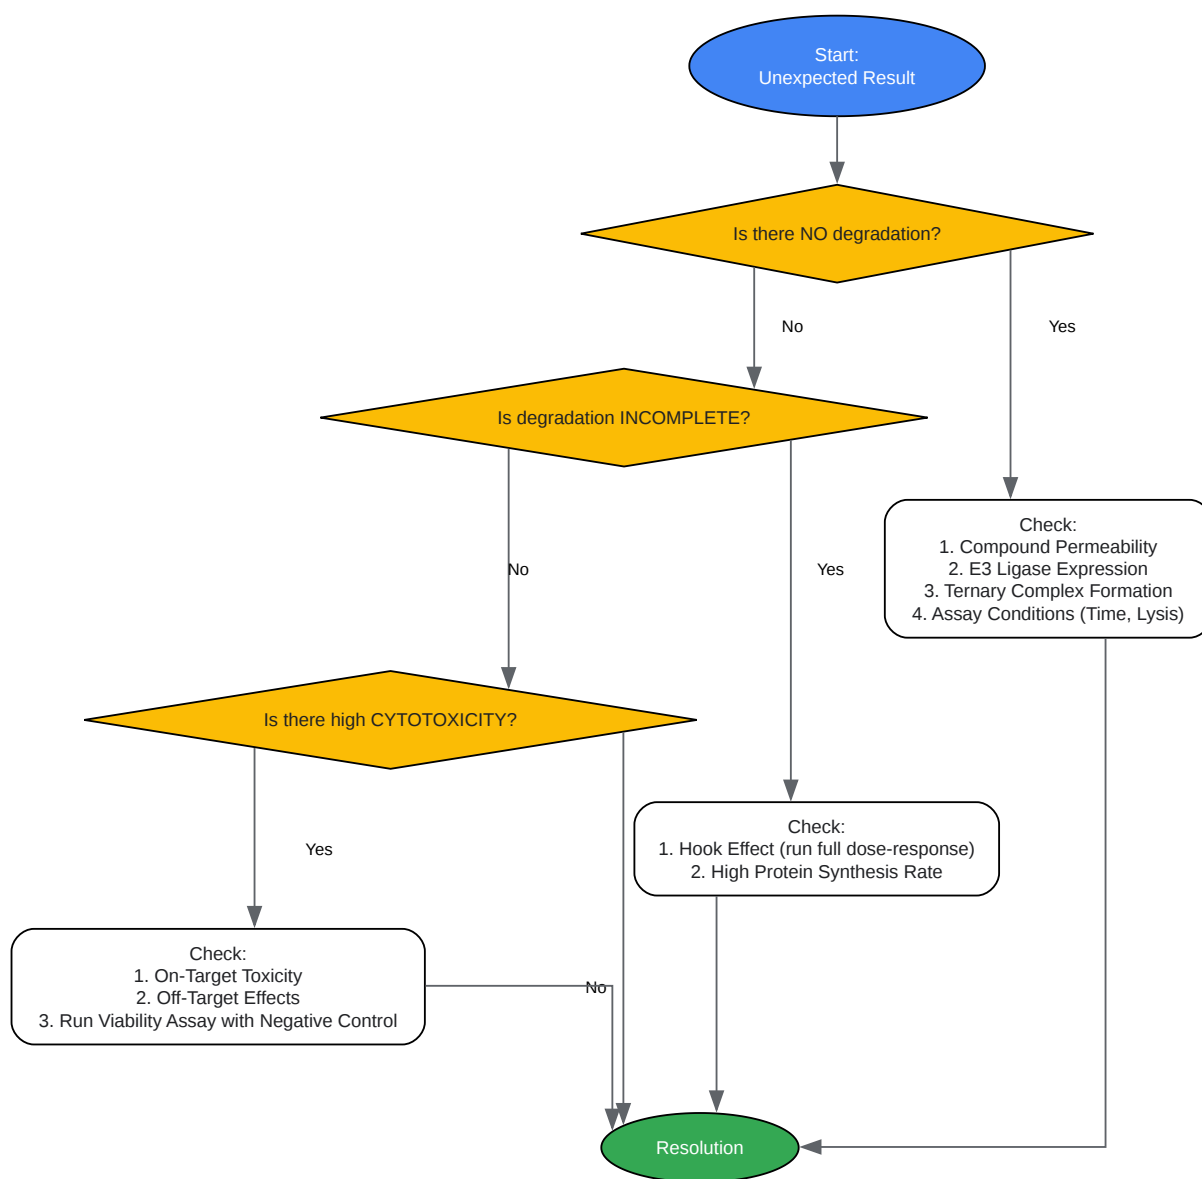 Start:
Unexpected Result
Is there NO degradation?
No
Yes
Is degradation INCOMPLETE?
No
Yes
Check:
1. Compound Permeability
2. E3 Ligase Expression
3. Ternary Complex Formation
4. Assay Conditions (Time, Lysis)
Is there high CYTOTOXICITY?
Yes
No
Check:
1. Hook Effect (run full dose-response)
2. High Protein Synthesis Rate
Check:
1. On-Target Toxicity
2. Off-Target Effects
3. Run Viability Assay with Negative Control
Resolution